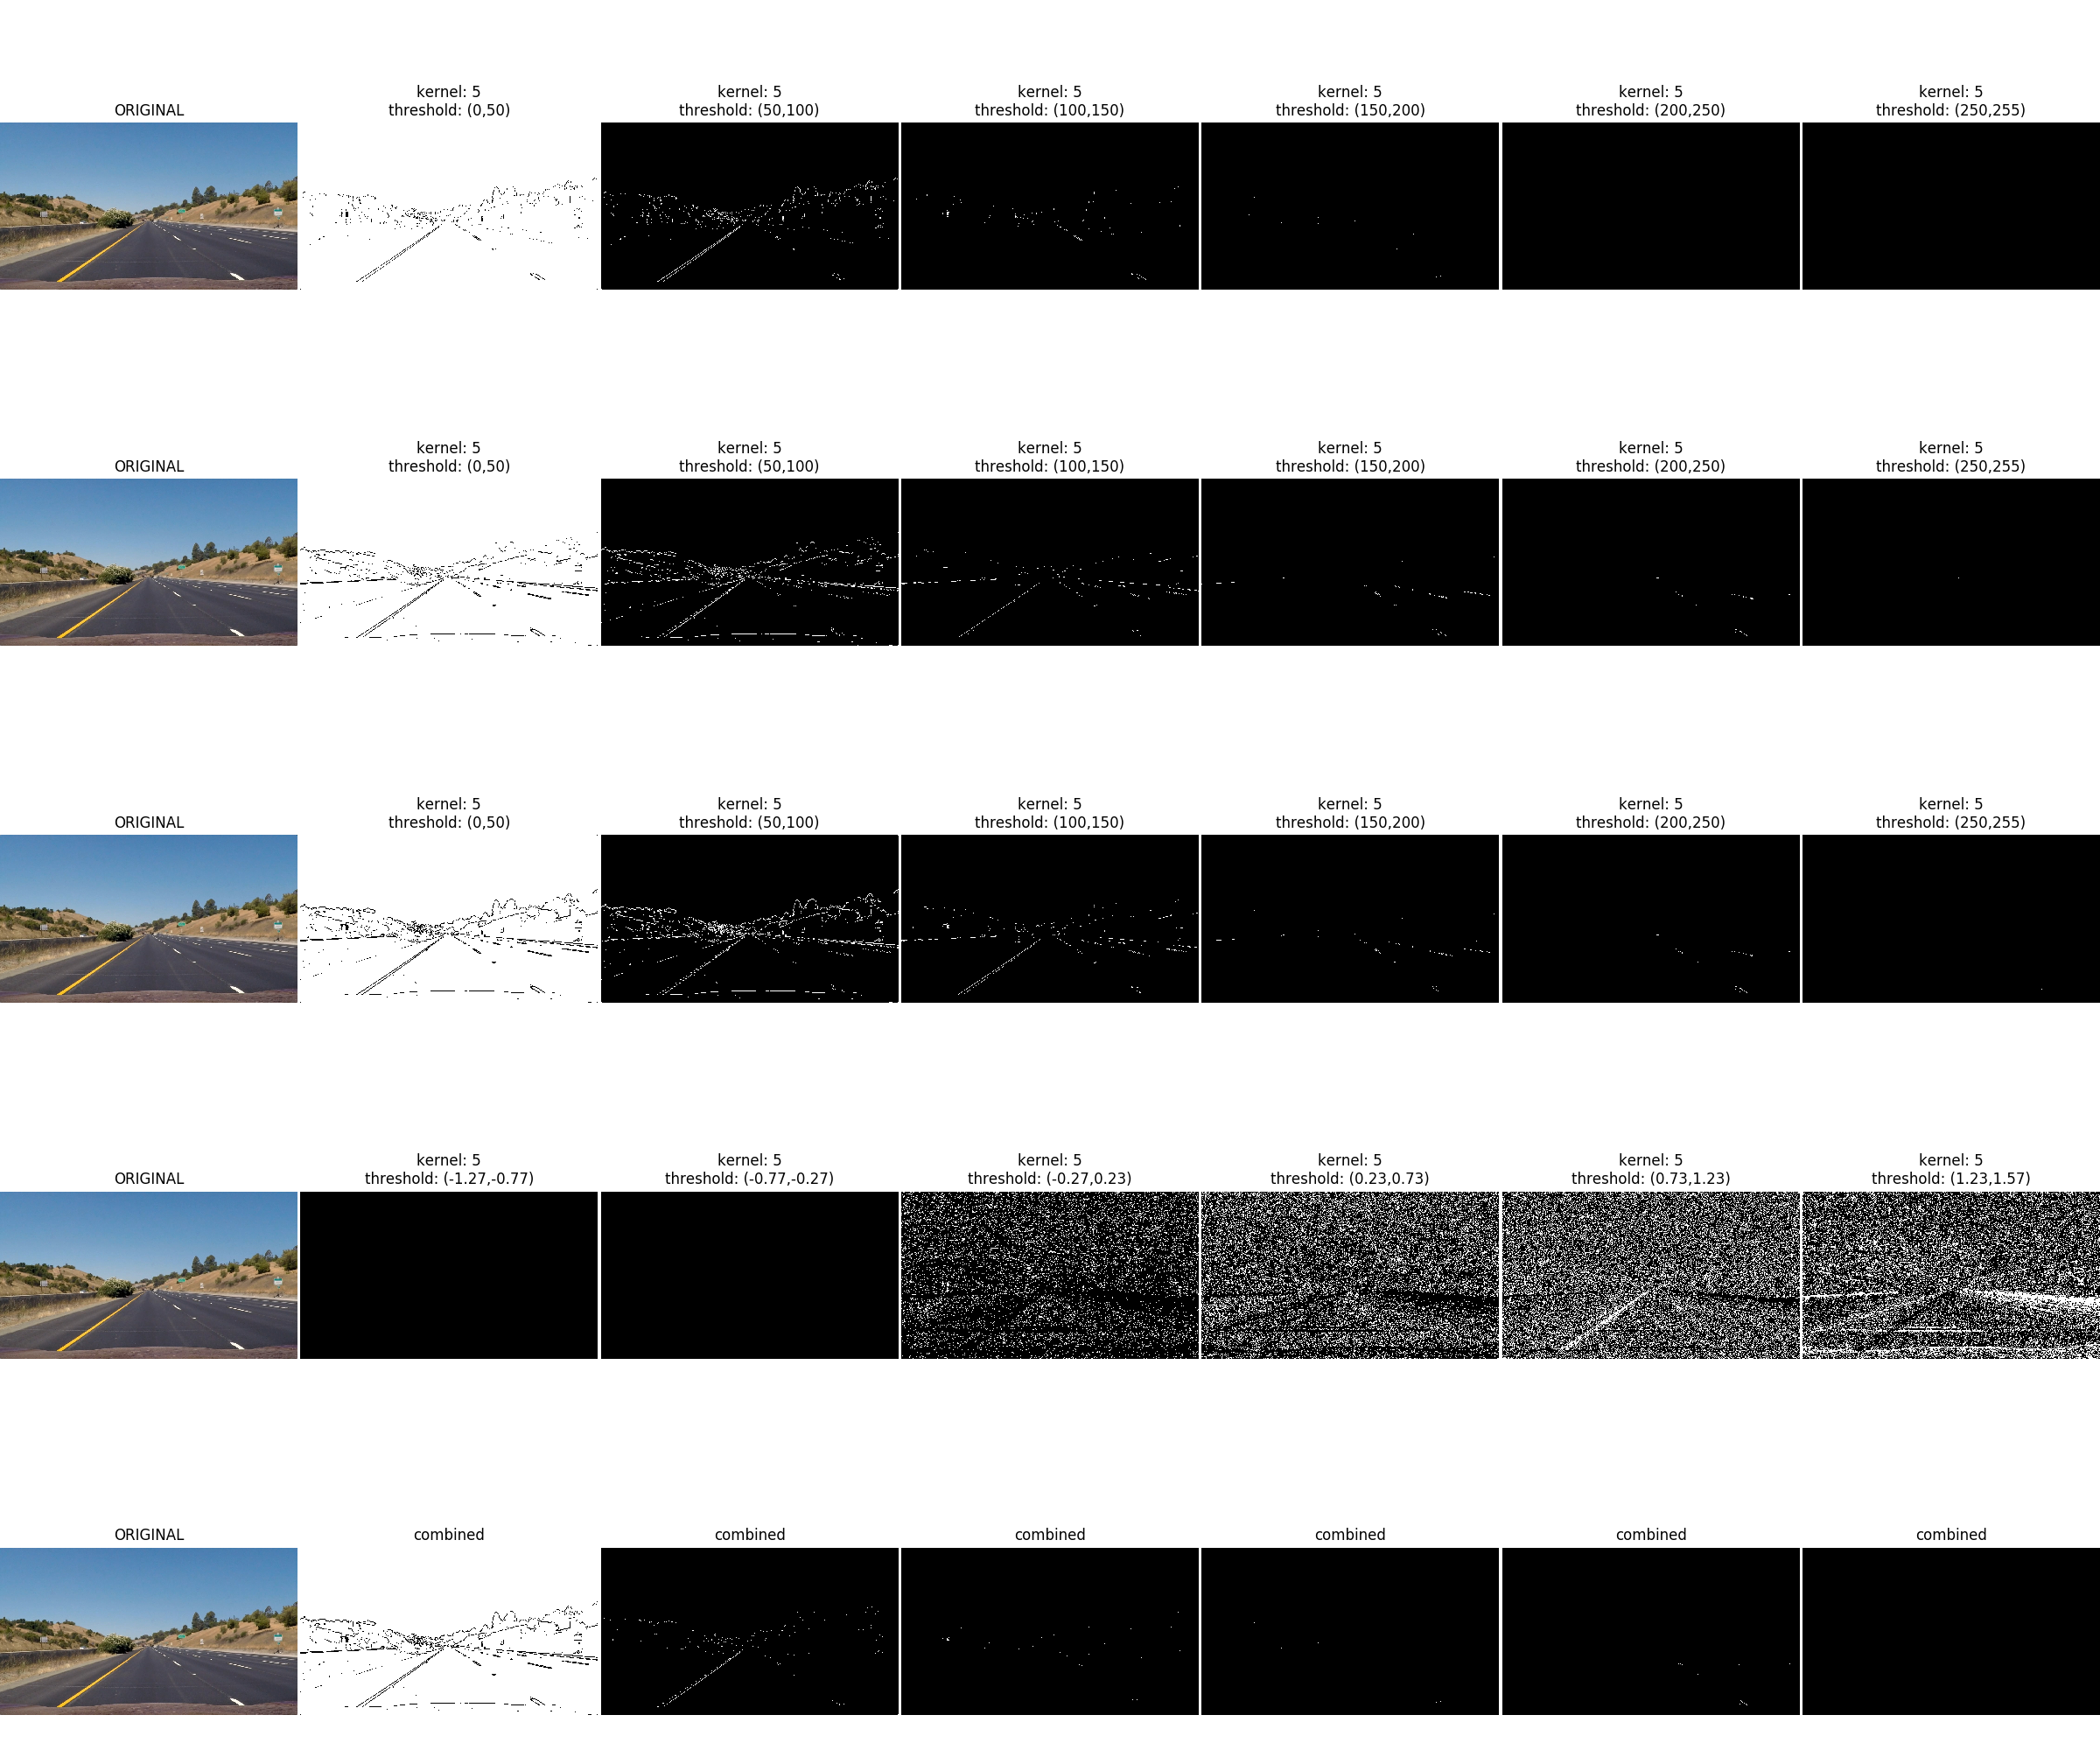 kernel: 5
kernel: 5
kernel: 5
kernel: 5
kernel: 5
kernel: 5
ORIGINAL
threshold: (0,50)
threshold: (50,100)
threshold: (100,150)
threshold: (150,200)
threshold: (200,250)
threshold: (250,255)
kernel: 5
kernel: 5
kernel: 5
kernel: 5
kernel: 5
kernel: 5
ORIGINAL
threshold: (0,50)
threshold: (50,100)
threshold: (100,150)
threshold: (150,200)
threshold: (200,250)
threshold: (250,255)
kernel: 5
kernel: 5
kernel: 5
kernel: 5
kernel: 5
kernel: 5
ORIGINAL
threshold: (0,50)
threshold: (50,100)
threshold: (100,150)
threshold: (150,200)
threshold: (200,250)
threshold: (250,255)
kernel: 5
kernel: 5
kernel: 5
kernel: 5
kernel: 5
kernel: 5
ORIGINAL
threshold: (-1.27,-0.77)
threshold: (-0.77,-0.27)
threshold: (-0.27,0.23)
threshold: (0.23,0.73)
threshold: (0.73,1.23)
threshold: (1.23,1.57)
ORIGINAL
combined
combined
combined
combined
combined
combined